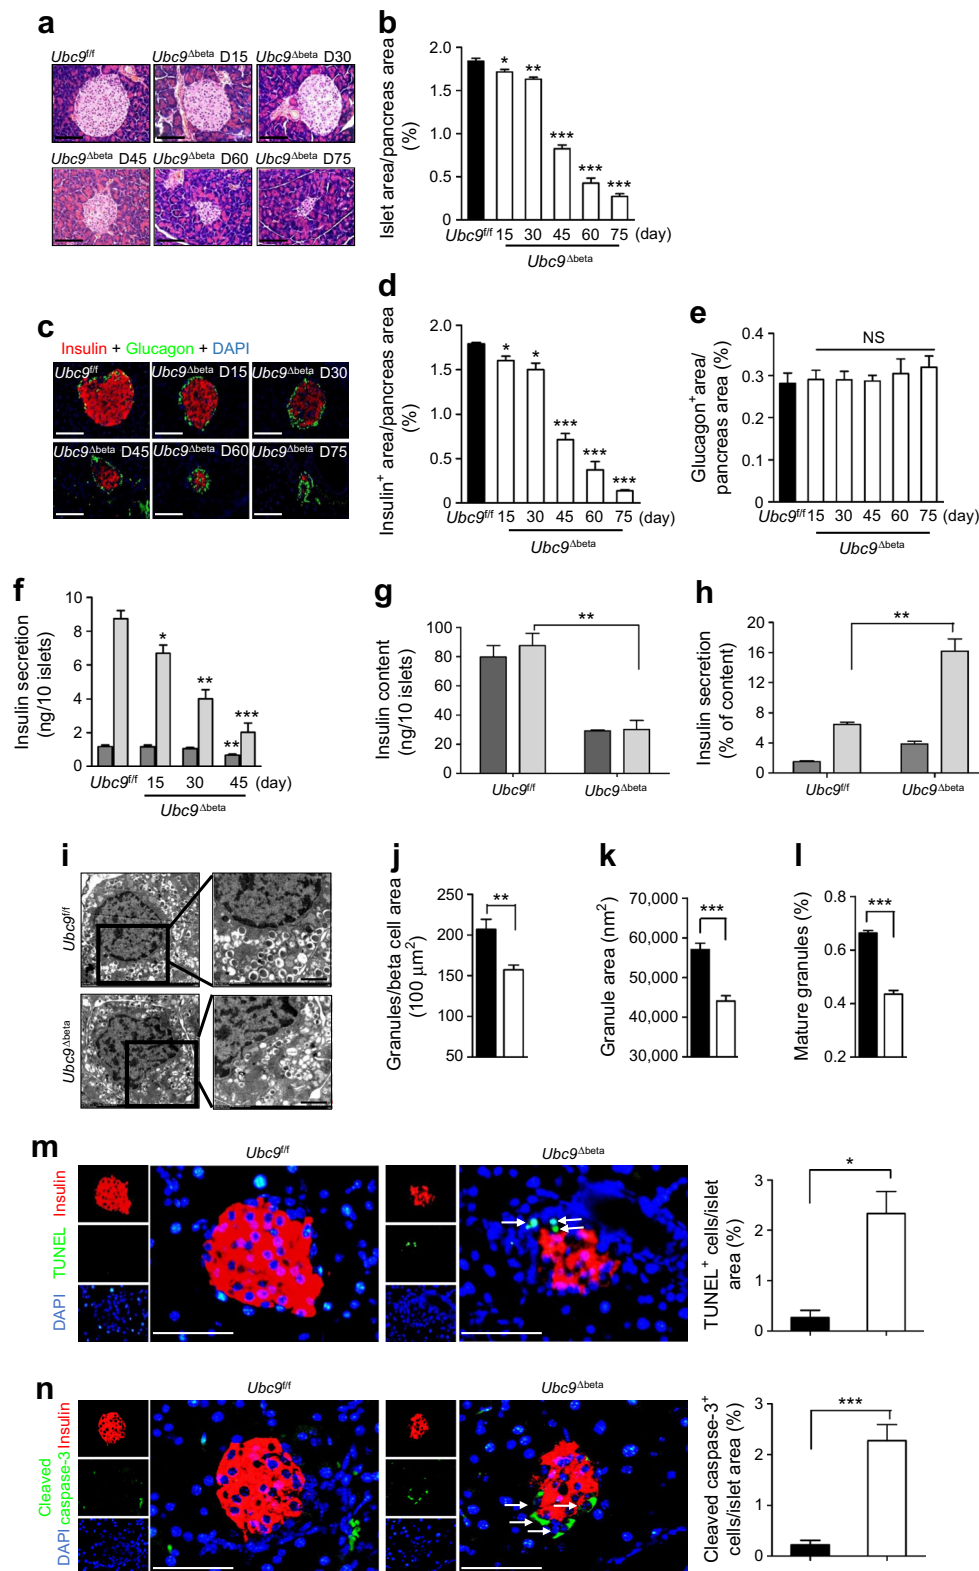 a
Ubc9f/f
Ubc9Δbeta D15
Ubc9Δbeta D30
Ubc9Δbeta D45
Ubc9Δbeta D60
Ubc9Δbeta D75
b
Islet area/pancreas area
(%)
2.0
1.5
1.0
0.5
0
*
**
***
***
***
Ubc9f/f 15 30 45 60 75 (day)
Ubc9Δbeta
c
Insulin + Glucagon + DAPI
Ubc9f/f
Ubc9Δbeta D15
Ubc9Δbeta D30
Ubc9Δbeta D45
Ubc9Δbeta D60
Ubc9Δbeta D75
d
Insulin+ area/pancreas area
(%)
2.0
1.5
1.0
0.5
0
*
*
***
***
***
Ubc9f/f 15 30 45 60 75 (day)
Ubc9Δbeta
e
Glucagon+area/
pancreas area (%)
0.4
0.3
0.2
0.1
0
NS
Ubc9f/f 15 30 45 60 75 (day)
Ubc9Δbeta
f
Insulin secretion
(ng/10 islets)
10
8
6
4
2
0
*
**
**
***
Ubc9f/f 15 30 45 (day)
Ubc9Δbeta
g
Insulin content
(ng/10 islets)
100
80
60
40
20
0
**
Ubc9f/f Ubc9Δbeta
h
Insulin secretion
(% of content)
20
16
12
8
4
0
**
Ubc9f/f Ubc9Δbeta
i
Ubc9f/f
Ubc9Δbeta
j
Granules/beta cell area
(100 μm2)
250
200
150
100
50
**
k
Granule area (nm2)
70,000
60,000
50,000
40,000
30,000
***
l
Mature granules (%)
0.8
0.6
0.4
0.2
***
m
Ubc9f/f
Ubc9Δbeta
DAPI TUNEL Insulin
TUNEL+ cells/islet
area (%)
3
2
1
0
*
n
Ubc9f/f
Ubc9Δbeta
DAPI Cleaved caspase-3 Insulin
Cleaved caspase-3+
cells/islet area (%)
3
2
1
0
***